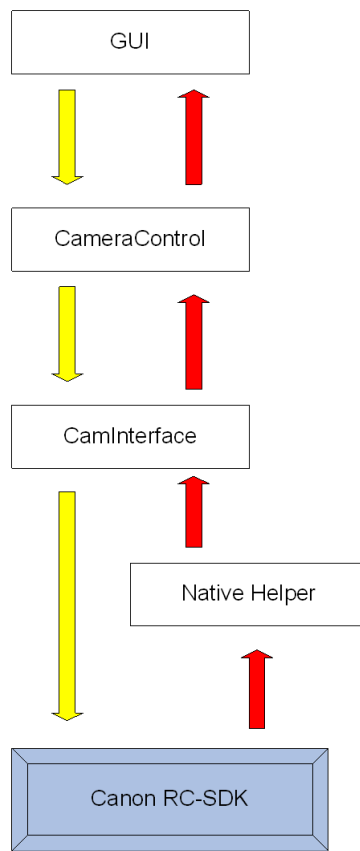 GUI
CameraControl
CamInterface
Native Helper
Canon RC-SDK